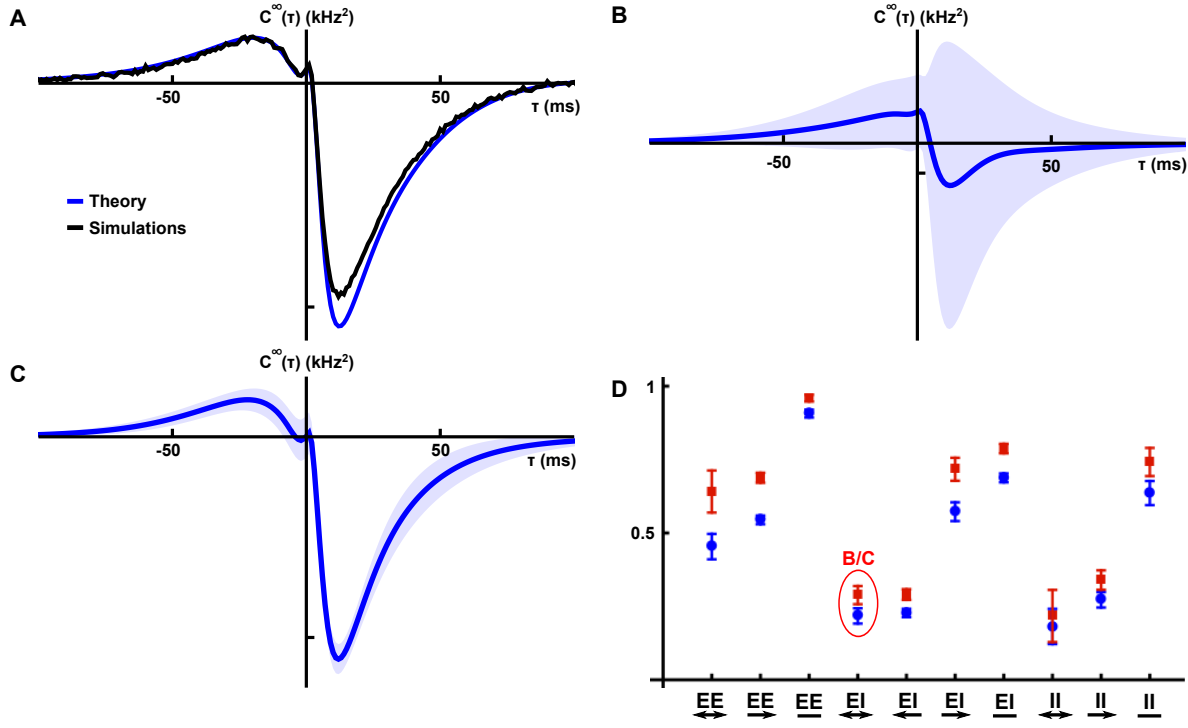 A
C∞(τ) (kHz²)
-50
50
τ (ms)
Theory
Simulations
B
C∞(τ) (kHz²)
-50
50
τ (ms)
C
C∞(τ) (kHz²)
-50
50
τ (ms)
D
1
0.5
B/C
EE EE EE EI EI EI EI II II II